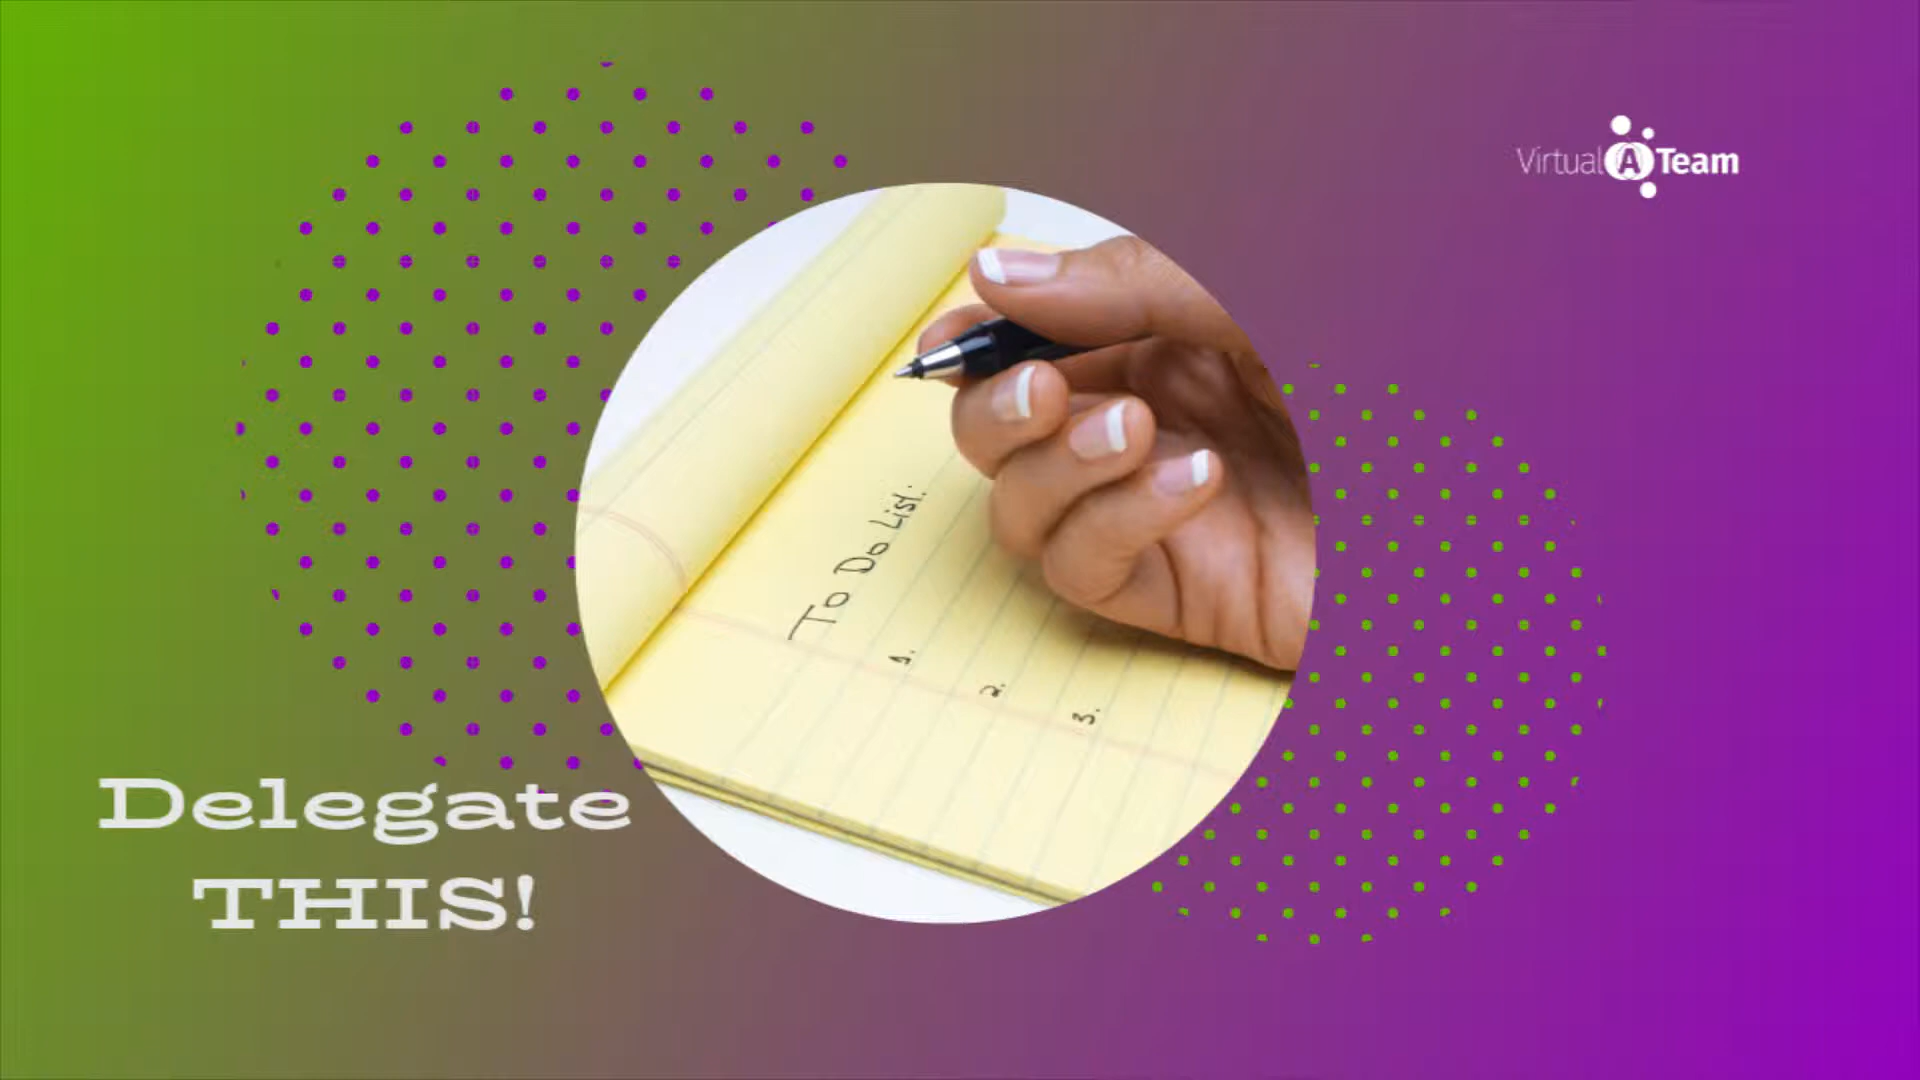 Virtual A Team
To Do List:
1.
2.
3.
Delegate
THIS!